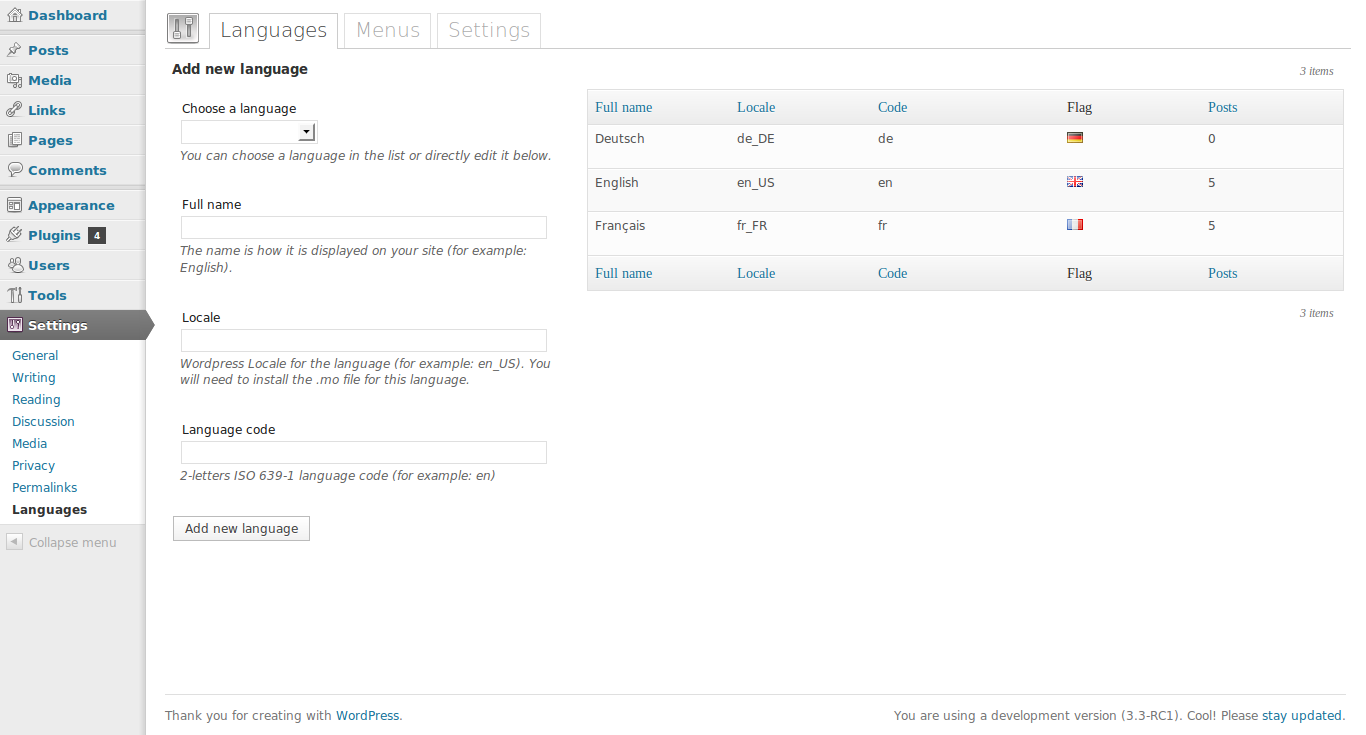 Dashboard
Posts
Media
Links
Pages
Comments
Appearance
Plugins 4
Users
Tools
Settings
General
Writing
Reading
Discussion
Media
Privacy
Permalinks
Languages
Collapse menu
Languages Menus Settings
Add new language
Choose a language
You can choose a language in the list or directly edit it below.
Full name
The name is how it is displayed on your site (for example:
English).
Locale
Wordpress Locale for the language (for example: en_US). You
will need to install the .mo file for this language.
Language code
2-letters ISO 639-1 language code (for example: en)
Add new language
3 items
Full name Locale Code Flag Posts
Deutsch de_DE de 0
English en_US en 5
Français fr_FR fr 5
Full name Locale Code Flag Posts
3 items
Thank you for creating with WordPress.
You are using a development version (3.3-RC1). Cool! Please stay updated.